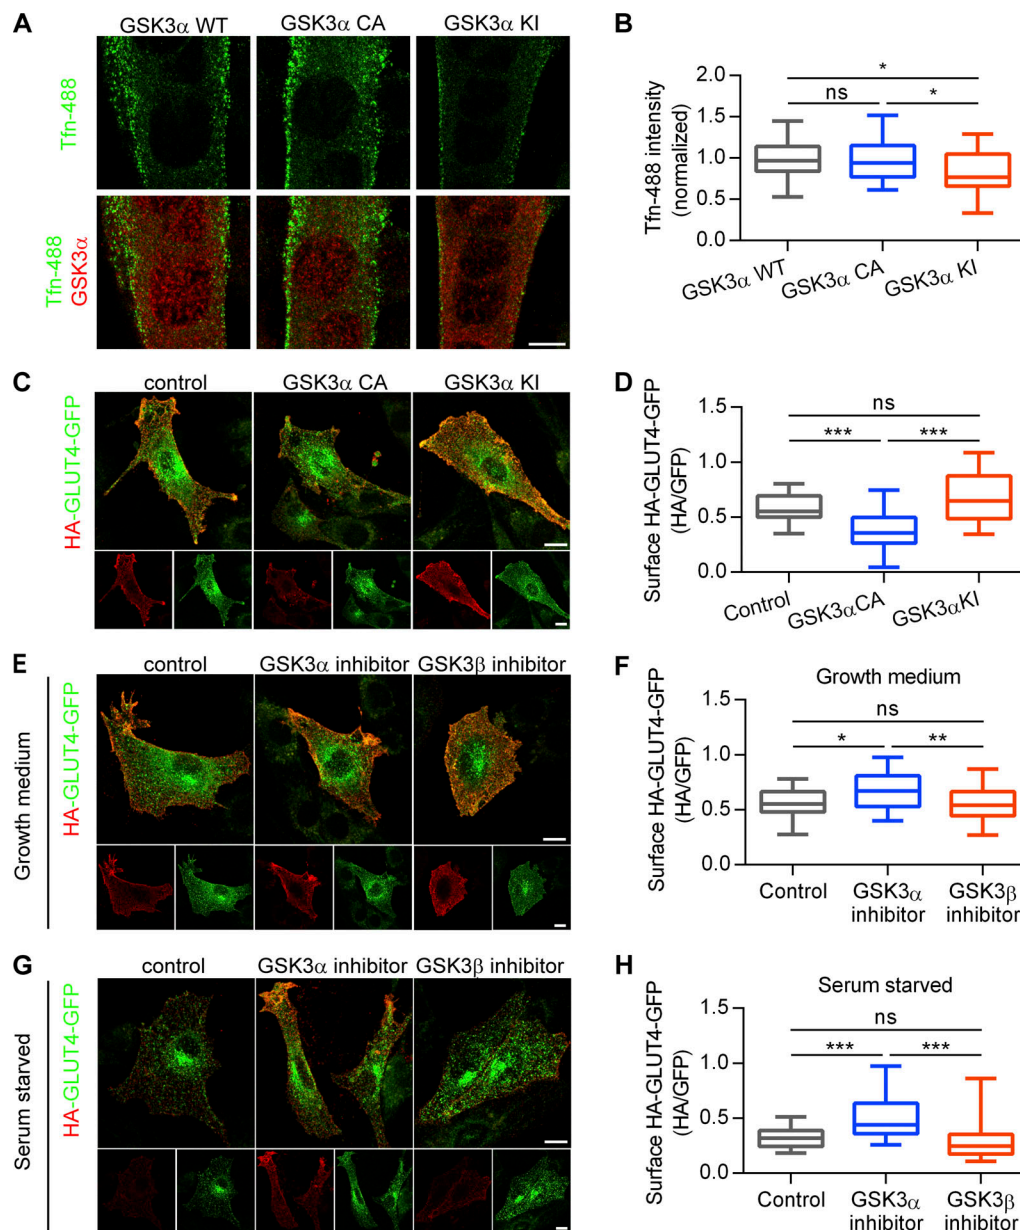 A
GSK3α WT
GSK3α CA
GSK3α KI
Tfn-488
Tfn-488
GSK3α
B
Tfn-488 intensity
(normalized)
2.0
1.5
1.0
0.5
0.0
*
ns
*
GSK3α WT
GSK3α CA
GSK3α KI
C
control
GSK3α CA
GSK3α KI
HA-GLUT4-GFP
D
Surface HA-GLUT4-GFP
(HA/GFP)
1.5
1.0
0.5
0.0
ns
***
***
Control
GSK3αCA
GSK3αKI
E
Growth medium
control
GSK3α inhibitor
GSK3β inhibitor
HA-GLUT4-GFP
F
Growth medium
Surface HA-GLUT4-GFP
(HA/GFP)
1.5
1.0
0.5
0.0
ns
*
**
Control
GSK3α
inhibitor
GSK3β
inhibitor
G
Serum starved
control
GSK3α inhibitor
GSK3β inhibitor
HA-GLUT4-GFP
H
Serum starved
Surface HA-GLUT4-GFP
(HA/GFP)
1.5
1.0
0.5
0.0
ns
***
***
Control
GSK3α
inhibitor
GSK3β
inhibitor